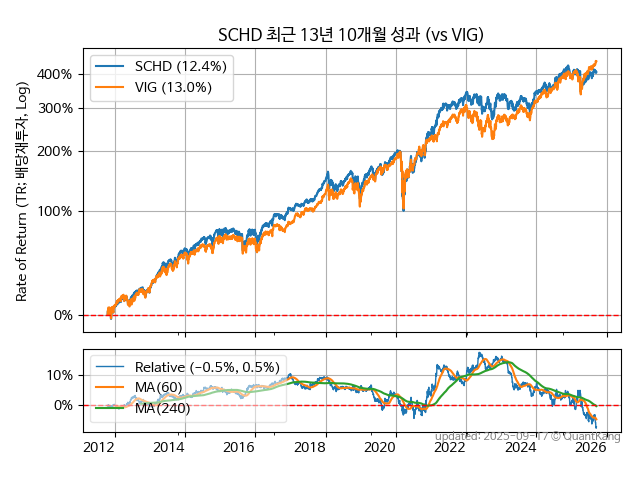 SCHD 최근 13년 10개월 성과 (vs VIG)
Rate of Return (TR; 배당재투자, Log)
400%
300%
200%
100%
0%
SCHD (12.4%)
VIG (13.0%)
10%
0%
Relative (−0.5%, 0.5%)
MA(60)
MA(240)
2012 2014 2016 2018 2020 2022 2024 2026
updated: 2025-09-17 © QuantKang